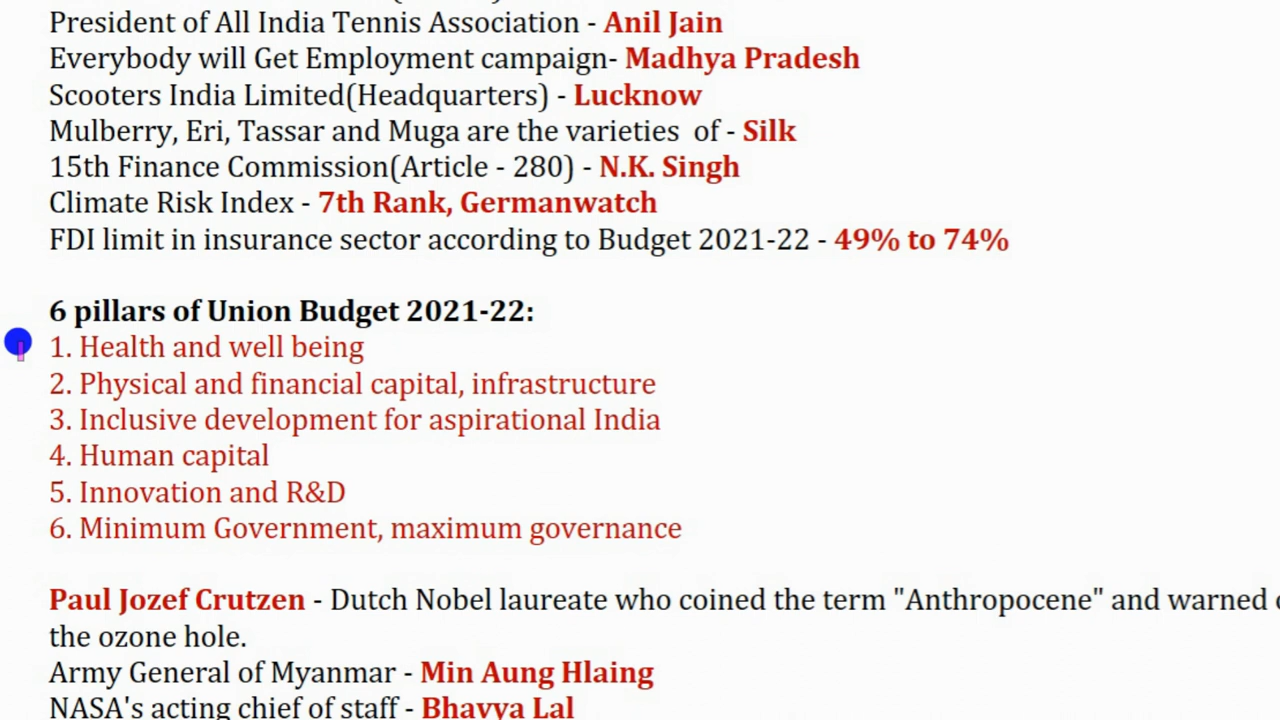 President of All India Tennis Association - Anil Jain
Everybody will Get Employment campaign- Madhya Pradesh
Scooters India Limited(Headquarters) - Lucknow
Mulberry, Eri, Tassar and Muga are the varieties  of - Silk
15th Finance Commission(Article - 280) - N.K. Singh
Climate Risk Index - 7th Rank, Germanwatch
FDI limit in insurance sector according to Budget 2021-22 - 49% to 74%
6 pillars of Union Budget 2021-22:
1. Health and well being
2. Physical and financial capital, infrastructure
3. Inclusive development for aspirational India
4. Human capital
5. Innovation and R&D
6. Minimum Government, maximum governance
Paul Jozef Crutzen - Dutch Nobel laureate who coined the term "Anthropocene" and warned
the ozone hole.
Army General of Myanmar - Min Aung Hlaing
NASA's acting chief of staff - Bhavya Lal